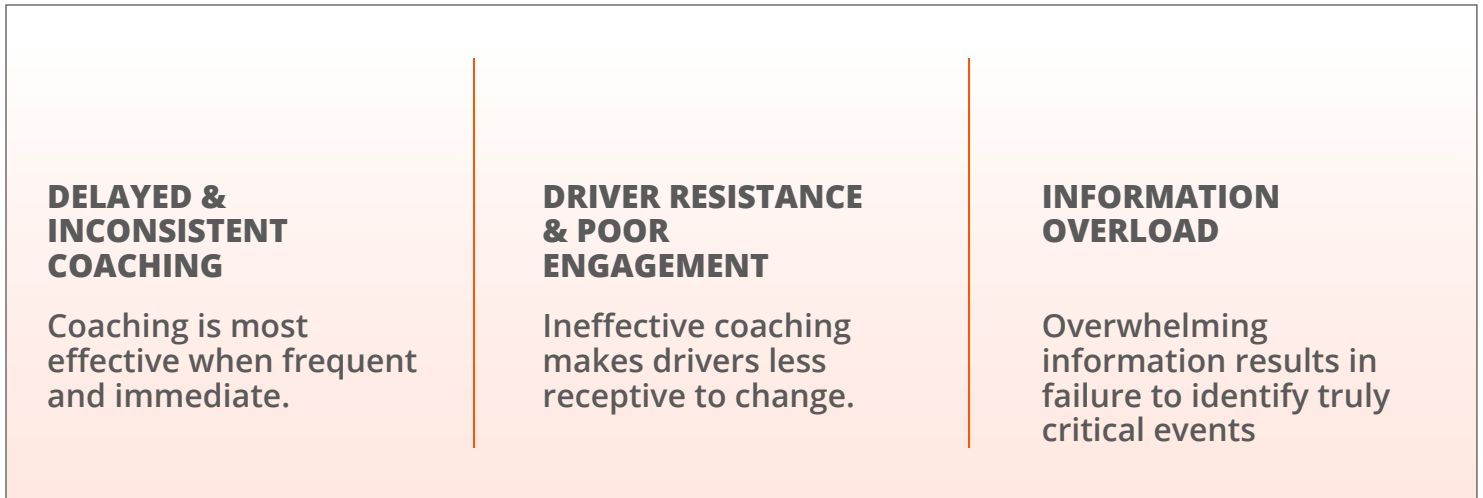 DELAYED &
INCONSISTENT
COACHING
Coaching is most
effective when frequent
and immediate.
DRIVER RESISTANCE
& POOR
ENGAGEMENT
Ineffective coaching
makes drivers less
receptive to change.
INFORMATION
OVERLOAD
Overwhelming
information results in
failure to identify truly
critical events